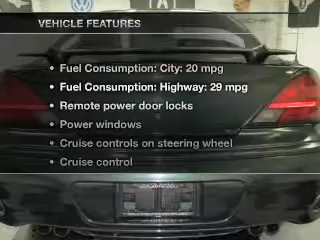 VEHICLE FEATURES
• Fuel Consumption: City: 20 mpg
• Fuel Consumption: Highway: 29 mpg
• Remote power door locks
• Power windows
• Cruise controls on steering wheel
• Cruise control